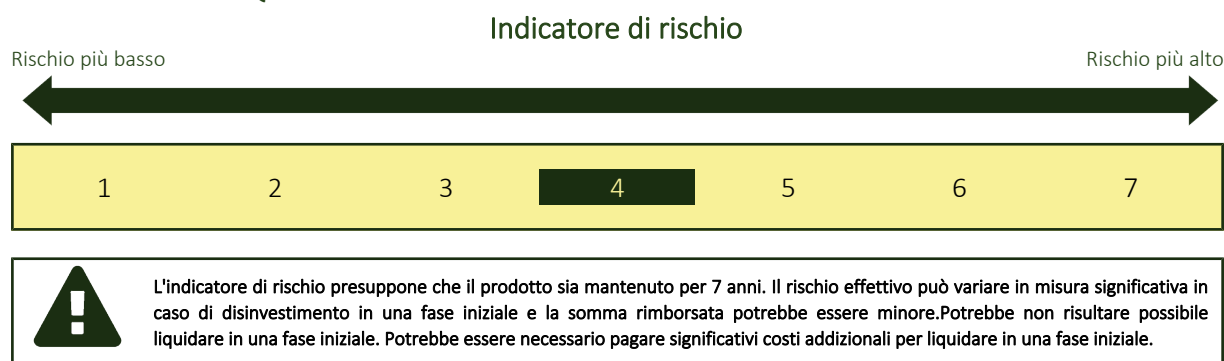 Indicatore di rischio
Rischio più basso
Rischio più alto
1 2 3 4 5 6 7
L'indicatore di rischio presuppone che il prodotto sia mantenuto per 7 anni. Il rischio effettivo può variare in misura significativa in
caso di disinvestimento in una fase iniziale e la somma rimborsata potrebbe essere minore.Potrebbe non risultare possibile
liquidare in una fase iniziale. Potrebbe essere necessario pagare significativi costi addizionali per liquidare in una fase iniziale.